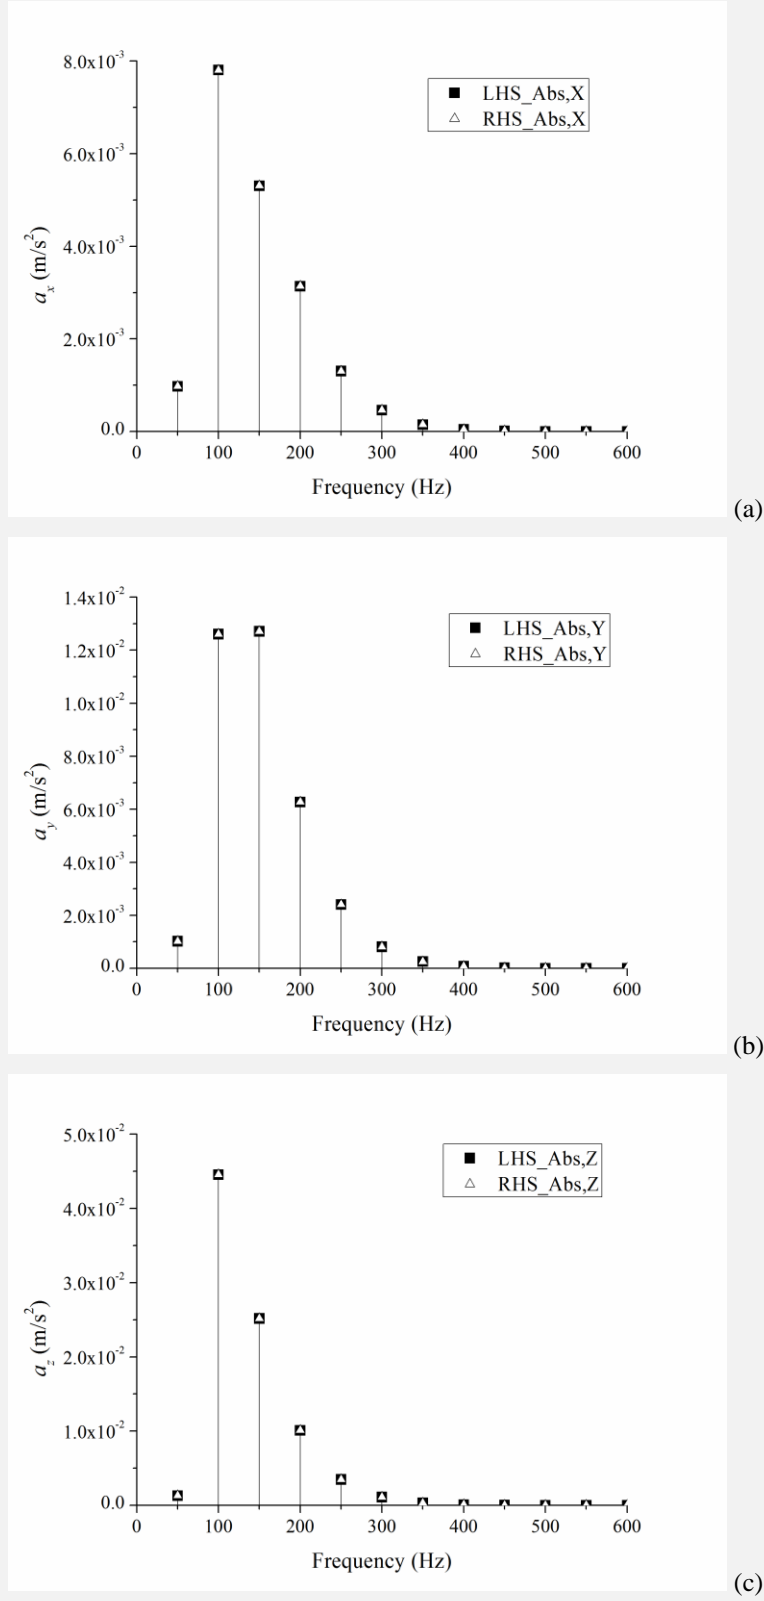 8.0x10⁻³
LHS_Abs,X
RHS_Abs,X
6.0x10⁻³
4.0x10⁻³
aₓ (m/s²)
2.0x10⁻³
0.0
0 100 200 300 400 500 600
Frequency (Hz)
(a)
1.4x10⁻²
LHS_Abs,Y
RHS_Abs,Y
1.2x10⁻²
1.0x10⁻²
8.0x10⁻³
a_y (m/s²)
6.0x10⁻³
4.0x10⁻³
2.0x10⁻³
0.0
0 100 200 300 400 500 600
Frequency (Hz)
(b)
5.0x10⁻²
LHS_Abs,Z
RHS_Abs,Z
4.0x10⁻²
3.0x10⁻²
a_z (m/s²)
2.0x10⁻²
1.0x10⁻²
0.0
0 100 200 300 400 500 600
Frequency (Hz)
(c)